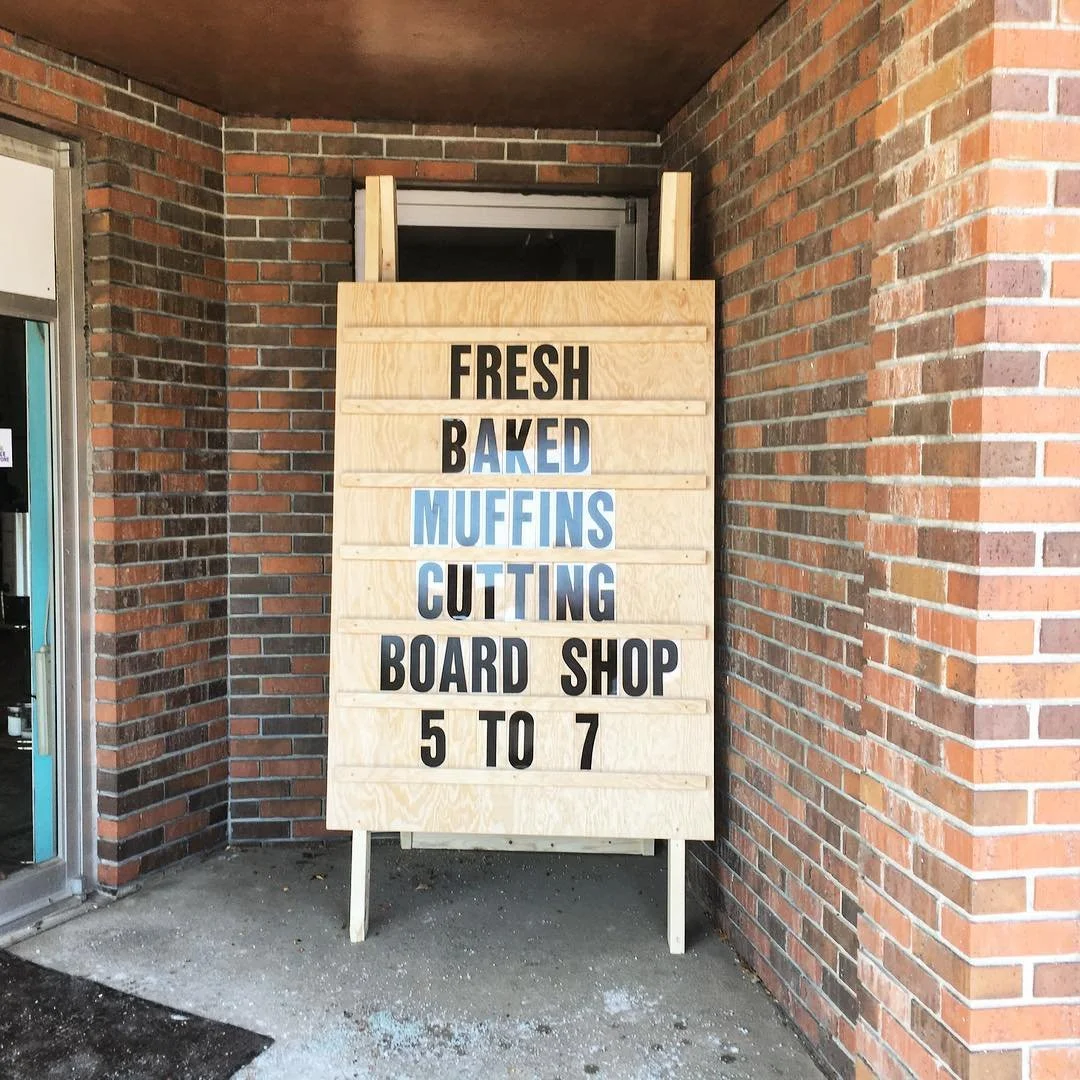 FRESH
BAKED
MUFFINS
CUTTING
BOARD SHOP
5 TO 7